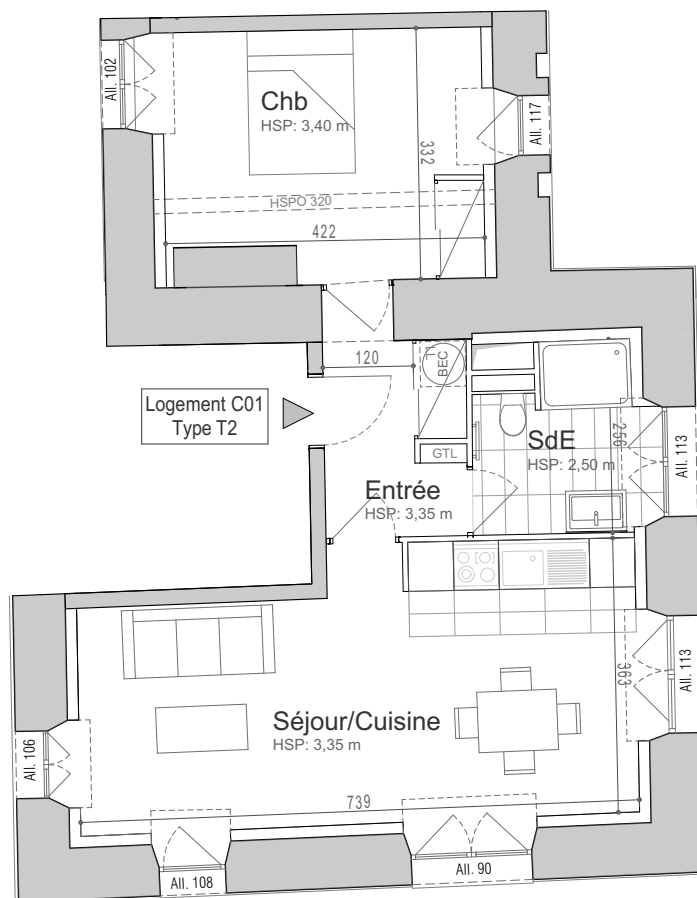 All. 102
Chb
HSP: 3,40 m
332
All. 117
HSPO 320
422
120
BEC
Logement C01
Type T2
GTL
SdE
HSP: 2,50 m
256
All. 113
Entrée
HSP: 3,35 m
363
All. 113
Séjour/Cuisine
HSP: 3,35 m
All. 106
739
All. 108
All. 90